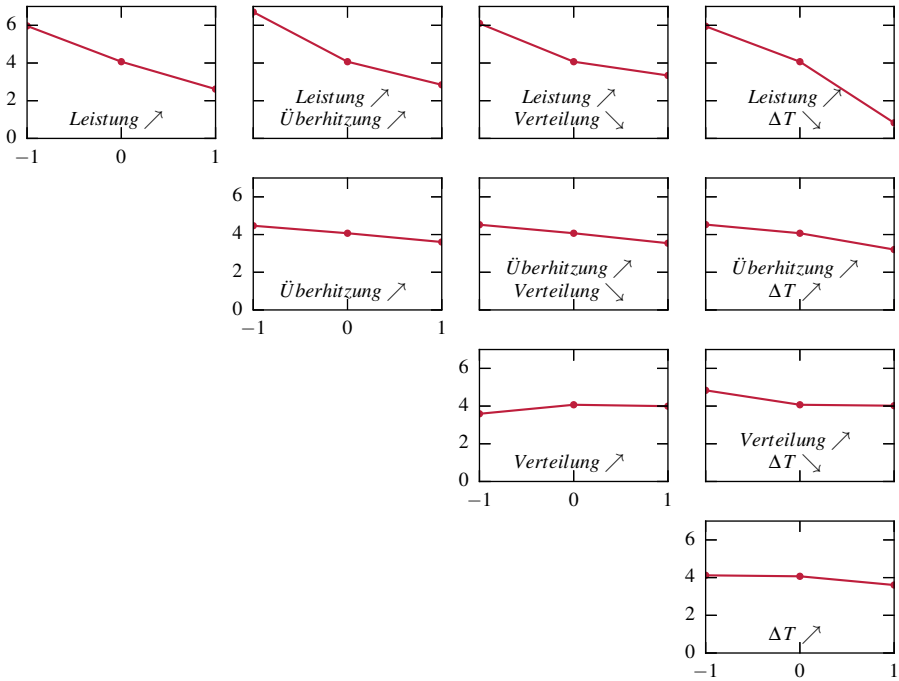 6
4
2
0
Leistung ↗
−1 0 1
Leistung ↗
Überhitzung ↗
Leistung ↗
Verteilung ↘
Leistung ↗
ΔT ↘
6
4
2
0
Überhitzung ↗
−1 0 1
Überhitzung ↗
Verteilung ↘
Überhitzung ↗
ΔT ↗
6
4
2
0
Verteilung ↗
−1 0 1
Verteilung ↗
ΔT ↘
6
4
2
0
ΔT ↗
−1 0 1